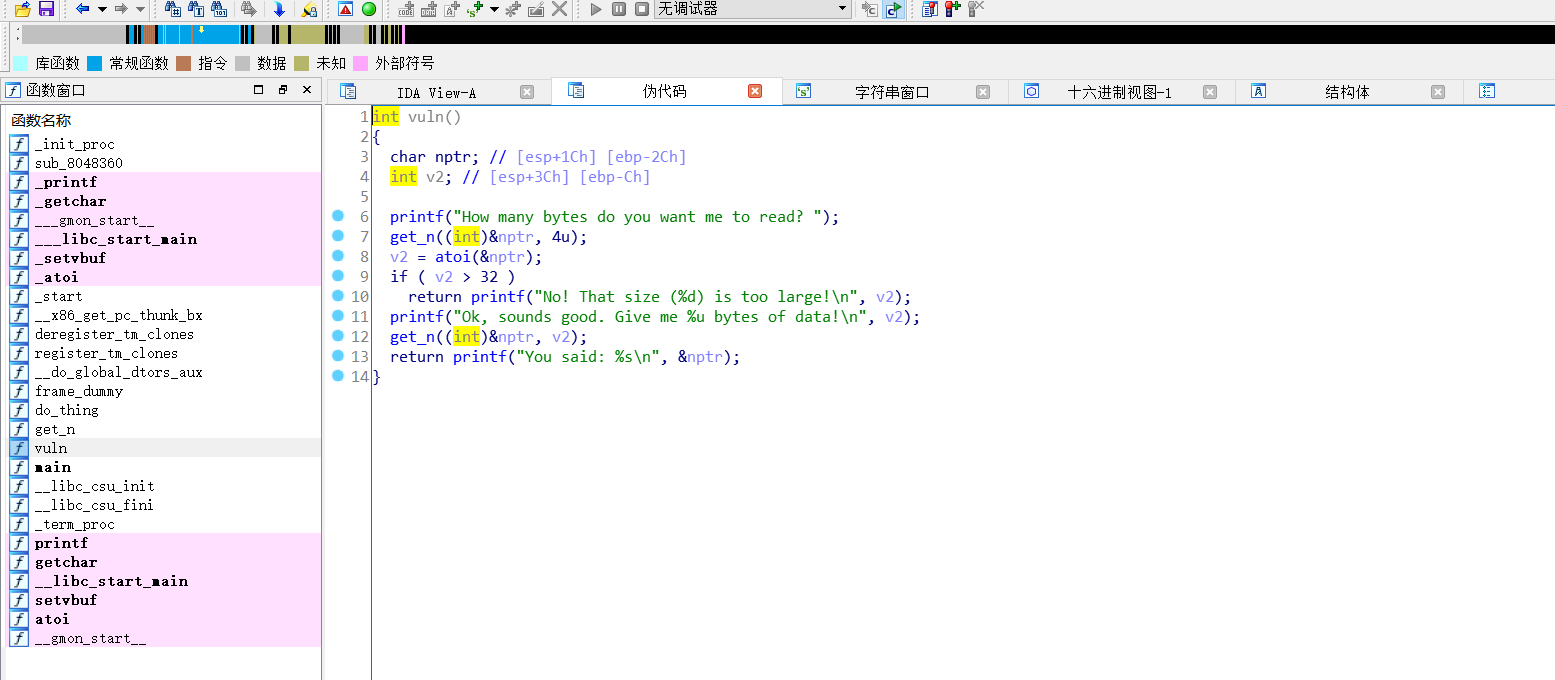 无调试器
库函数 常规函数 指令 数据 未知 外部符号
函数窗口
IDA View-A 伪代码 字符串窗口 十六进制视图-1 结构体
函数名称
_init_proc
sub_8048360
_printf
_getchar
___gmon_start__
___libc_start_main
_setvbuf
_atoi
_start
__x86_get_pc_thunk_bx
deregister_tm_clones
register_tm_clones
__do_global_dtors_aux
frame_dummy
do_thing
get_n
vuln
main
__libc_csu_init
__libc_csu_fini
_term_proc
printf
getchar
__libc_start_main
setvbuf
atoi
__gmon_start__
1 int vuln()
2 {
3 char nptr; // [esp+1Ch] [ebp-2Ch]
4 int v2; // [esp+3Ch] [ebp-Ch]
5
6 printf("How many bytes do you want me to read? ");
7 get_n((int)&nptr, 4u);
8 v2 = atoi(&nptr);
9 if ( v2 > 32 )
10 return printf("No! That size (%d) is too large!\n", v2);
11 printf("Ok, sounds good. Give me %u bytes of data!\n", v2);
12 get_n((int)&nptr, v2);
13 return printf("You said: %s\n", &nptr);
14 }